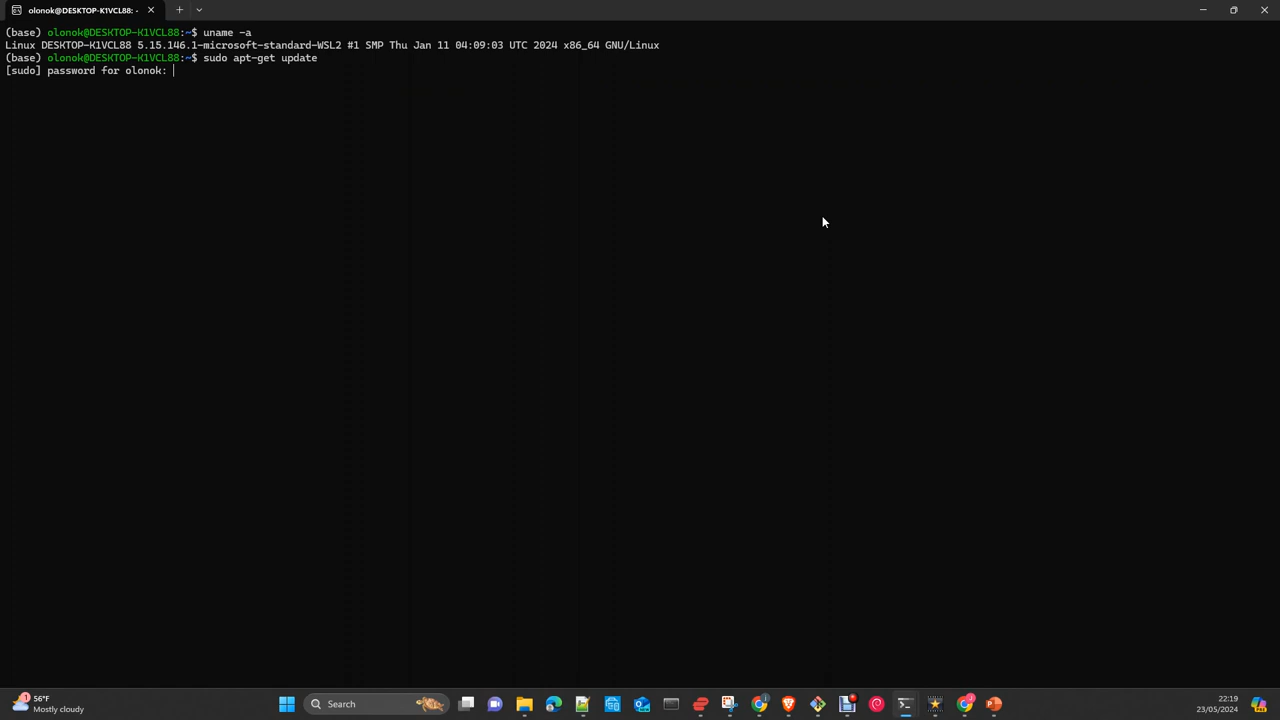 olonok@DESKTOP-K1VCL88: ~
(base) olonok@DESKTOP-K1VCL88:~$ uname -a
Linux DESKTOP-K1VCL88 5.15.146.1-microsoft-standard-WSL2 #1 SMP Thu Jan 11 04:09:03 UTC 2024 x86_64 GNU/Linux
(base) olonok@DESKTOP-K1VCL88:~$ sudo apt-get update
[sudo] password for olonok:
1
56°F
Mostly cloudy
Search
22:19
23/05/2024